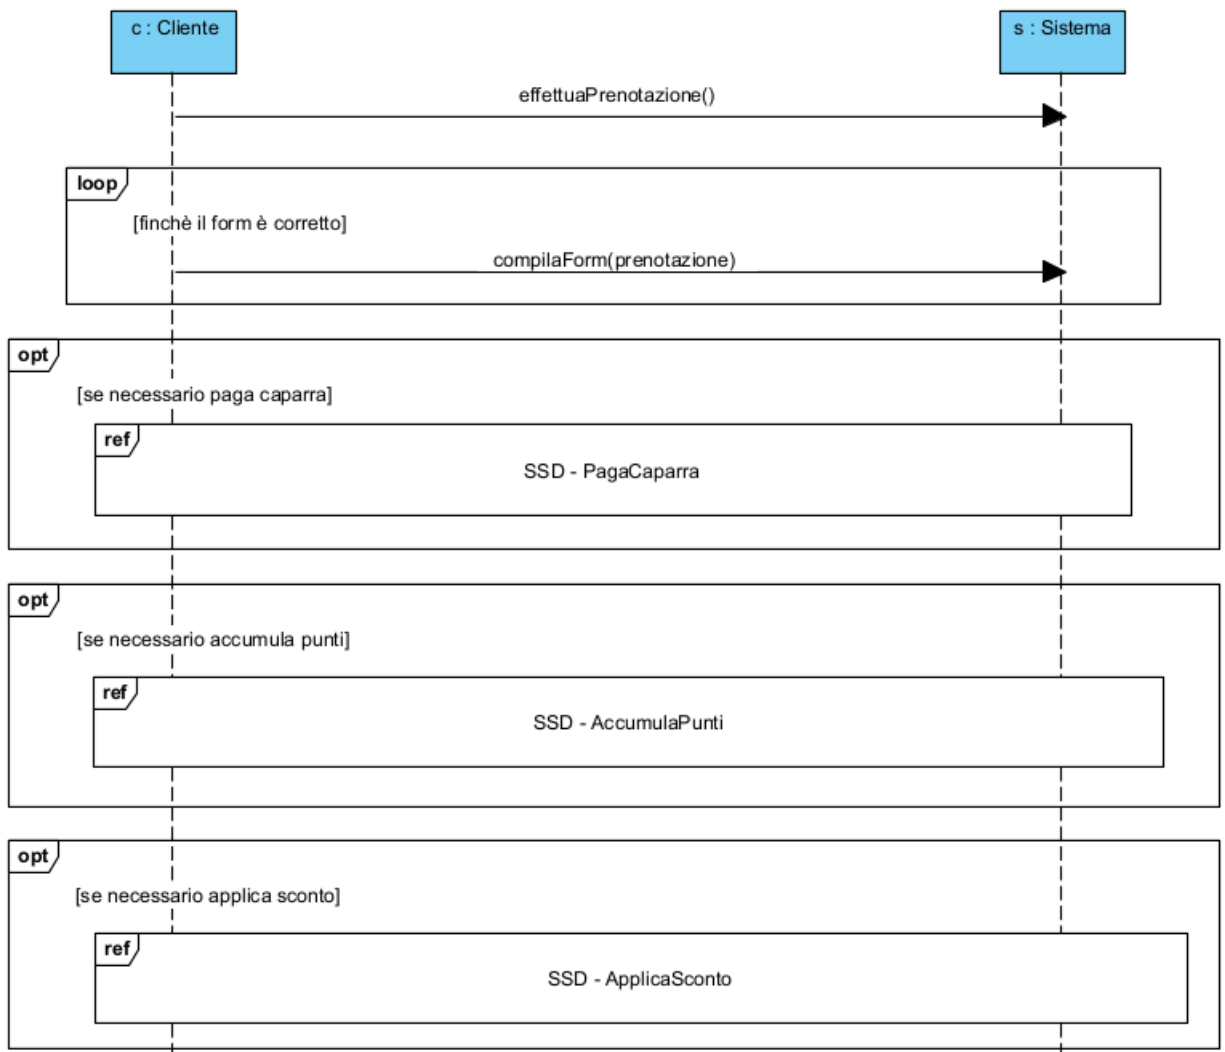 c : Cliente
s : Sistema
effettuaPrenotazione()
loop
[finchè il form è corretto]
compilaForm(prenotazione)
opt
[se necessario paga caparra]
ref
SSD - PagaCaparra
opt
[se necessario accumula punti]
ref
SSD - AccumulaPunti
opt
[se necessario applica sconto]
ref
SSD - ApplicaSconto